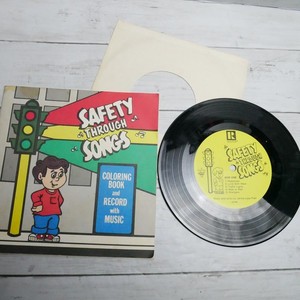 SAFETY
THROUGH
SONGS
COLORING
BOOK
and
RECORD
with
MUSIC
R
SAFETY
THROUGH
SONGS